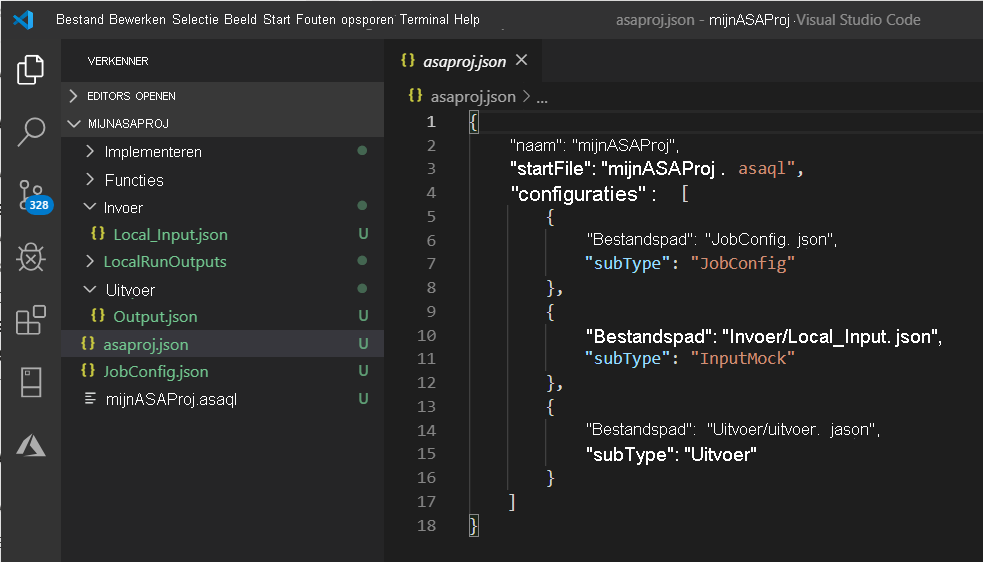 Bestand Bewerken Selectie Beeld Start Fouten opsporen Terminal Help
asaproj.json - mijnASAProj -Visual Studio Code
VERKENNER
EDITORS OPENEN
MIJNASAPROJ
Implementeren
Functies
Invoer
Local_Input.json U
LocalRunOutputs
Uitvoer
Output.json U
asaproj.json U
JobConfig.json U
mijnASAProj.asaql U
328
asaproj.json
asaproj.json > ...
1 {
2 "naam": "mijnASAProj",
3 "startFile": "mijnASAProj . asaql",
4 "configuraties" : [
5 {
6 "Bestandspad": "JobConfig. json",
7 "subType": "JobConfig"
8 },
9 {
10 "Bestandspad": "Invoer/Local_Input. json",
11 "subType": "InputMock"
12 },
13 {
14 "Bestandspad": "Uitvoer/uitvoer. jason",
15 "subType": "Uitvoer"
16 }
17 ]
18 }